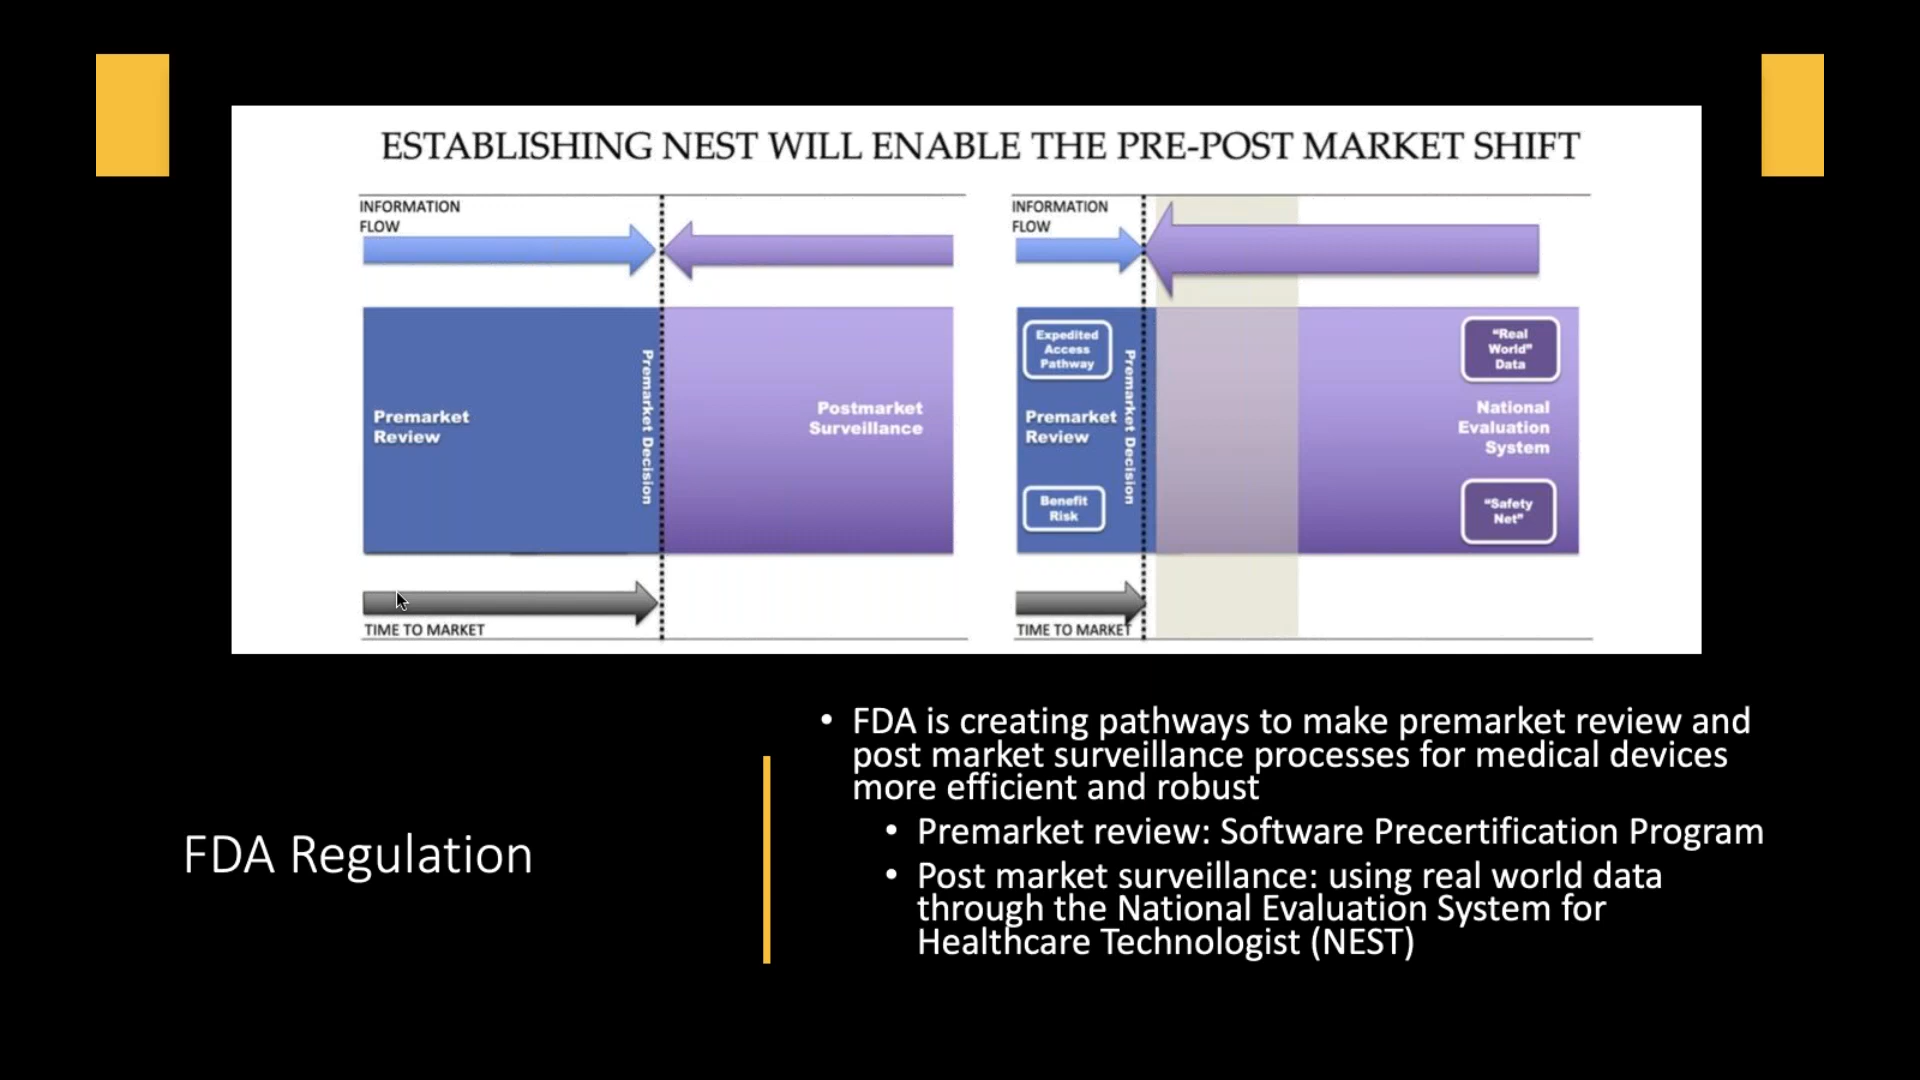 ESTABLISHING NEST WILL ENABLE THE PRE-POST MARKET SHIFT
INFORMATION
FLOW
Premarket
Review
Premarket Decision
Postmarket
Surveillance
TIME TO MARKET
INFORMATION
FLOW
Expedited
Access
Pathway
Premarket
Review
Benefit
Risk
Premarket Decision
“Real
World”
Data
National
Evaluation
System
“Safety
Net”
TIME TO MARKET
FDA Regulation
• FDA is creating pathways to make premarket review and
post market surveillance processes for medical devices
more efficient and robust
• Premarket review: Software Precertification Program
• Post market surveillance: using real world data
through the National Evaluation System for
Healthcare Technologist (NEST)